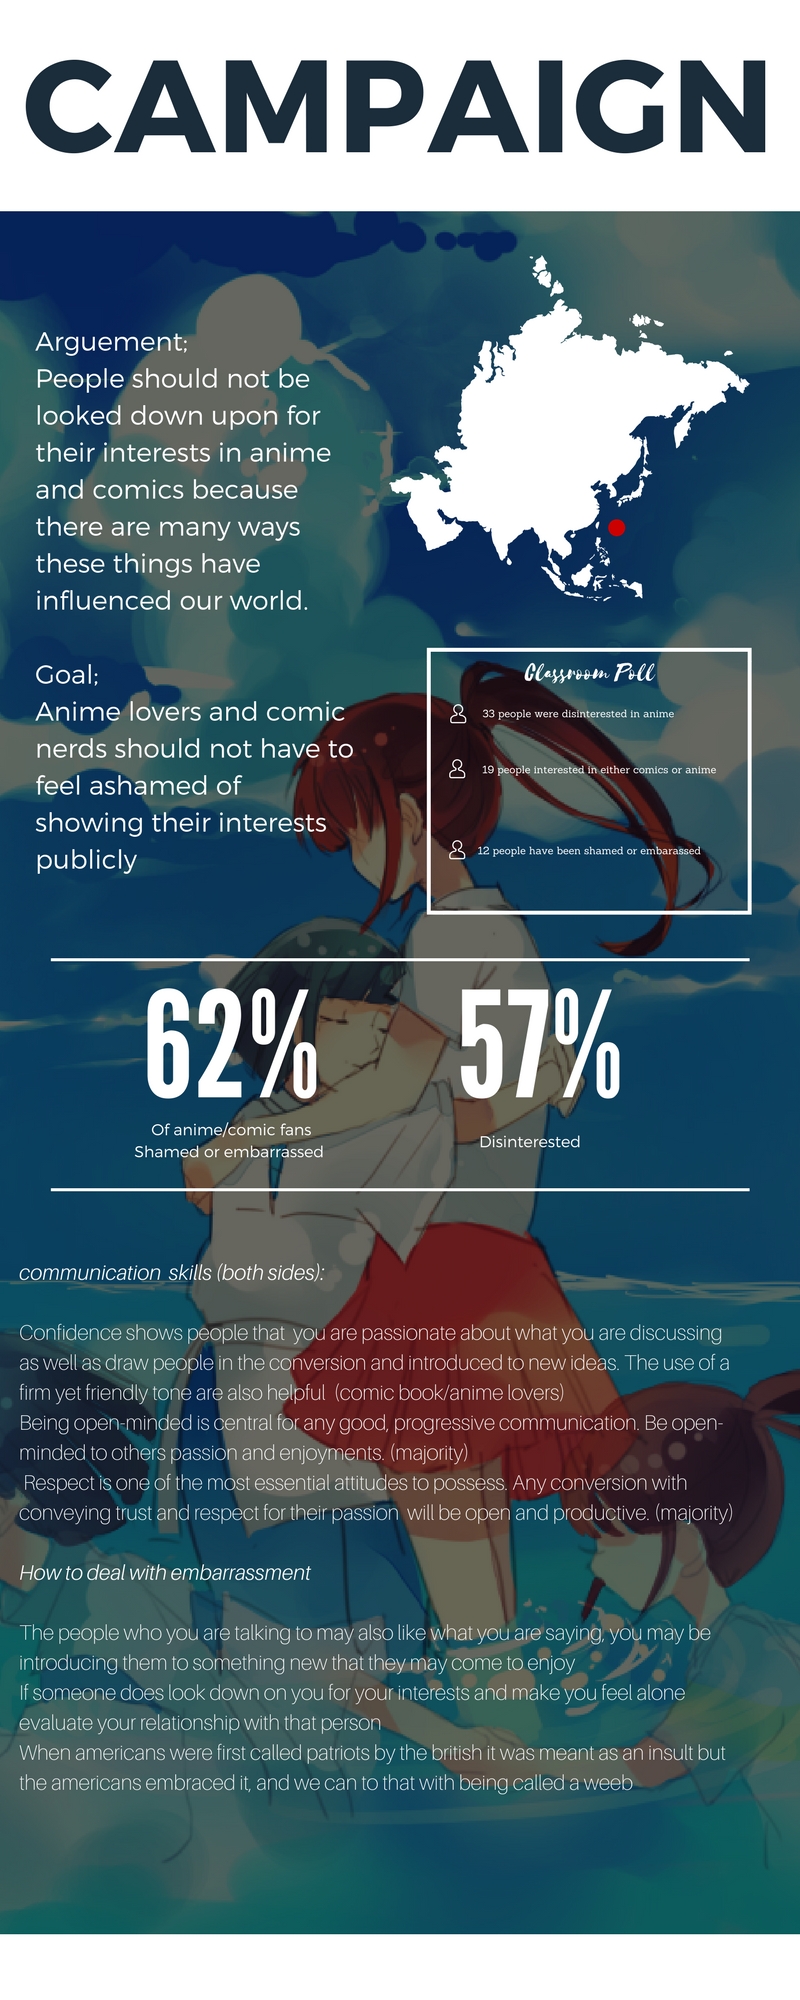 CAMPAIGN
Arguement;
People should not be
looked down upon for
their interests in anime
and comics because
there are many ways
these things have
influenced our world.
Goal;
Anime lovers and comic
nerds should not have to
feel ashamed of
showing their interests
publicly
Classroom Poll
33 people were disinterested in anime
19 people interested in either comics or anime
12 people have been shamed or embarassed
62%
Of anime/comic fans
Shamed or embarrassed
57%
Disinterested
communication skills (both sides):
Confidence shows people that you are passionate about what you are discussing
as well as draw people in the conversion and introduced to new ideas. The use of a
firm yet friendly tone are also helpful (comic book/anime lovers)
Being open-minded is central for any good, progressive communication. Be open-
minded to others passion and enjoyments. (majority)
Respect is one of the most essential attitudes to possess. Any conversion with
conveying trust and respect for their passion will be open and productive. (majority)
How to deal with embarrassment
The people who you are talking to may also like what you are saying, you may be
introducing them to something new that they may come to enjoy
If someone does look down on you for your interests and make you feel alone
evaluate your relationship with that person
When americans were first called patriots by the british it was meant as an insult but
the americans embraced it, and we can to that with being called a weeb